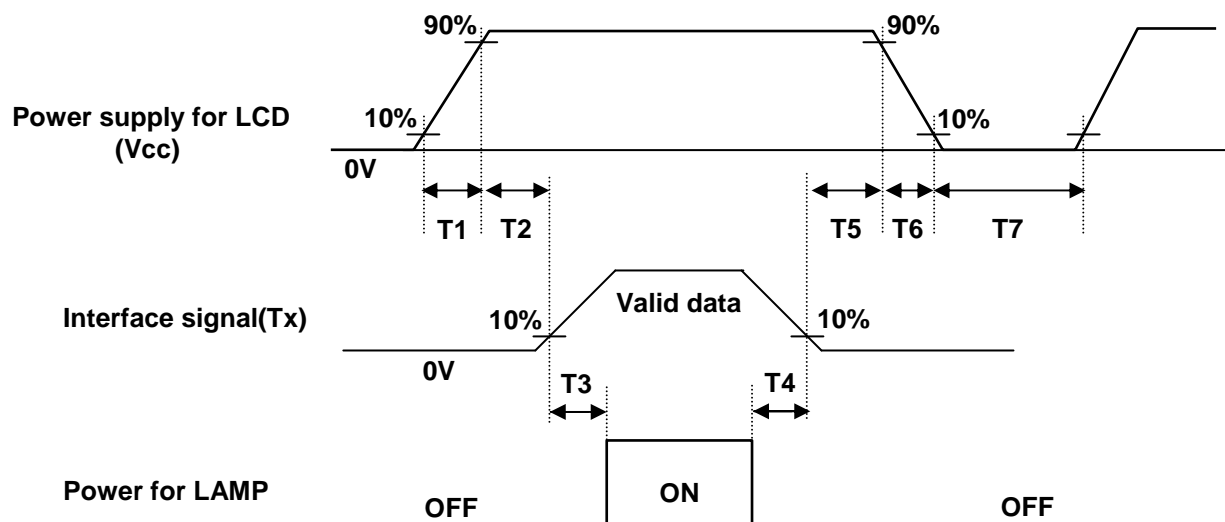 90%
90%
Power supply for LCD
(Vcc)
10%
10%
0V
T1
T2
T5
T6
T7
Interface signal(Tx)
Valid data
10%
10%
0V
T3
T4
Power for LAMP
OFF
ON
OFF